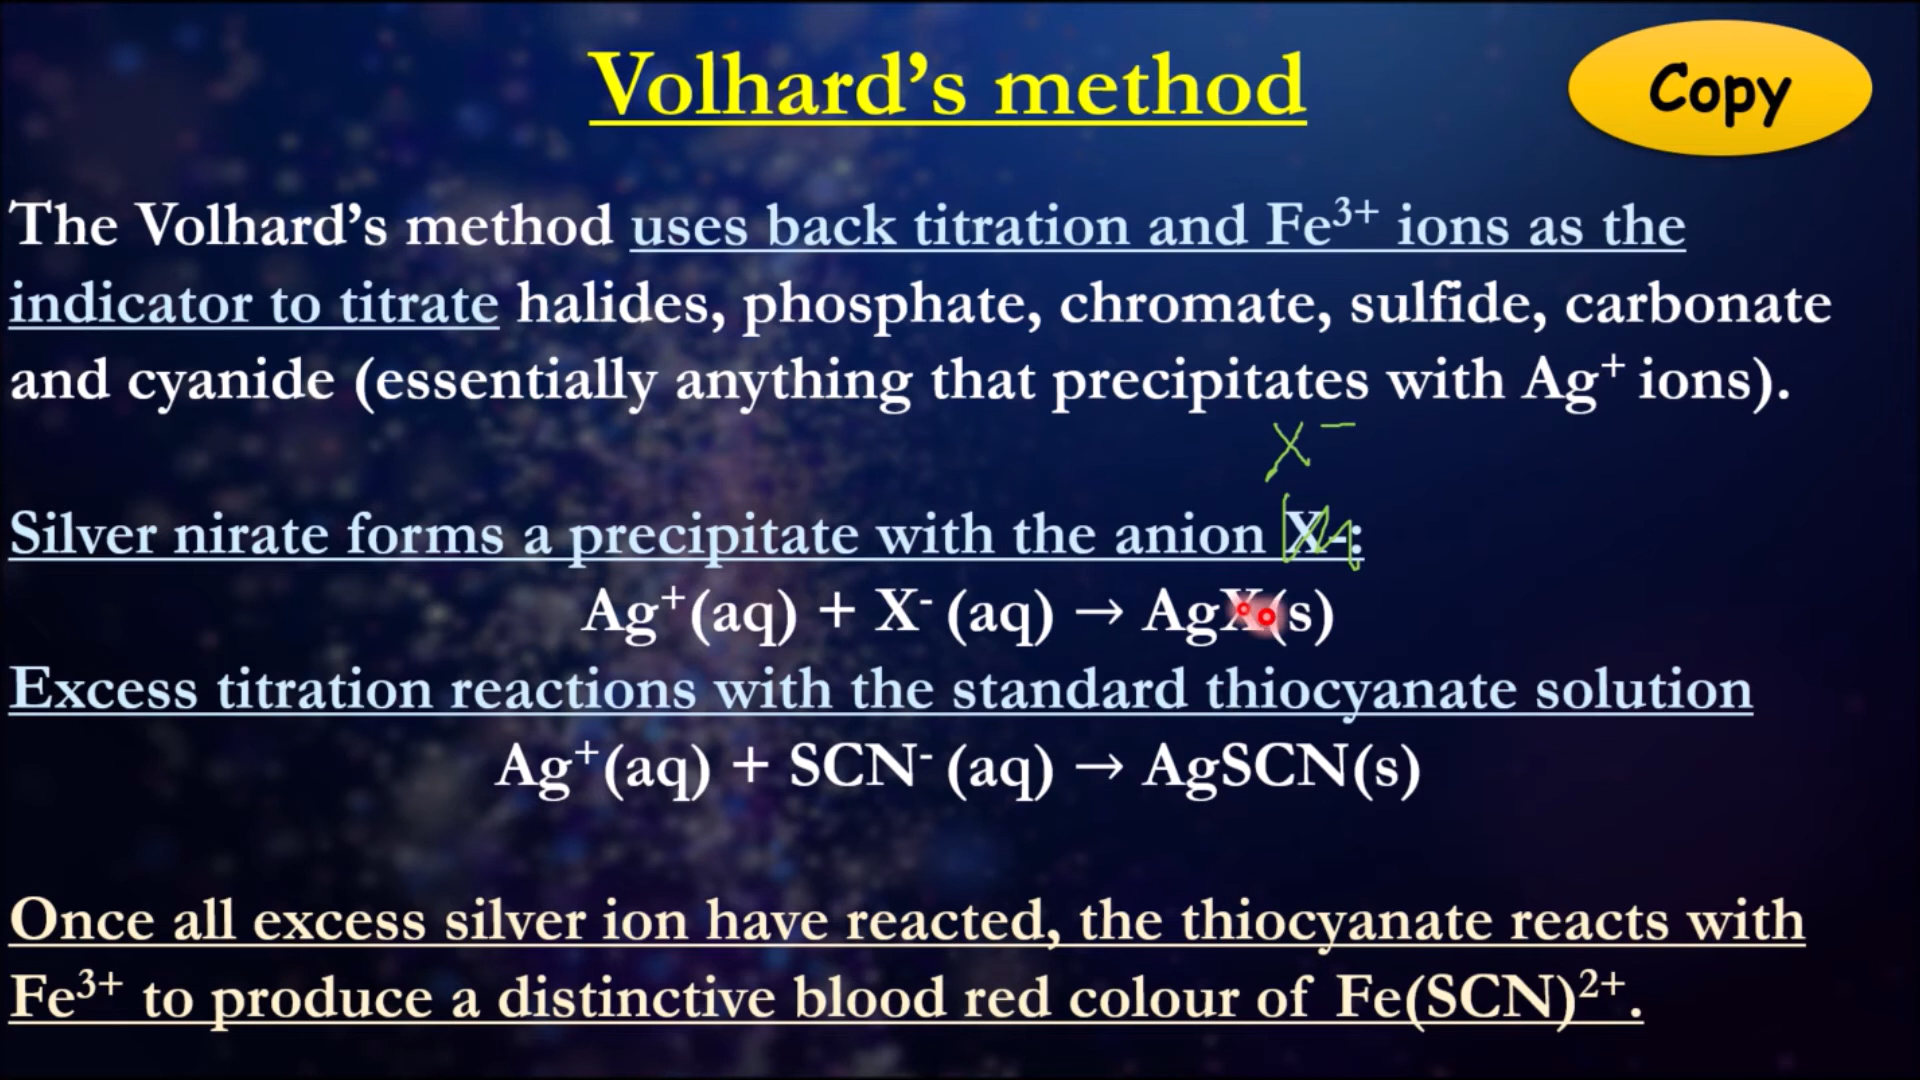 Volhard's method
Copy
The Volhard's method uses back titration and Fe³⁺ ions as the
indicator to titrate halides, phosphate, chromate, sulfide, carbonate
and cyanide (essentially anything that precipitates with Ag⁺ ions).
X⁻
Silver nirate forms a precipitate with the anion X-:
Ag⁺(aq) + X⁻ (aq) → AgX(s)
Excess titration reactions with the standard thiocyanate solution
Ag⁺(aq) + SCN⁻ (aq) → AgSCN(s)
Once all excess silver ion have reacted, the thiocyanate reacts with
Fe³⁺ to produce a distinctive blood red colour of Fe(SCN)²⁺.